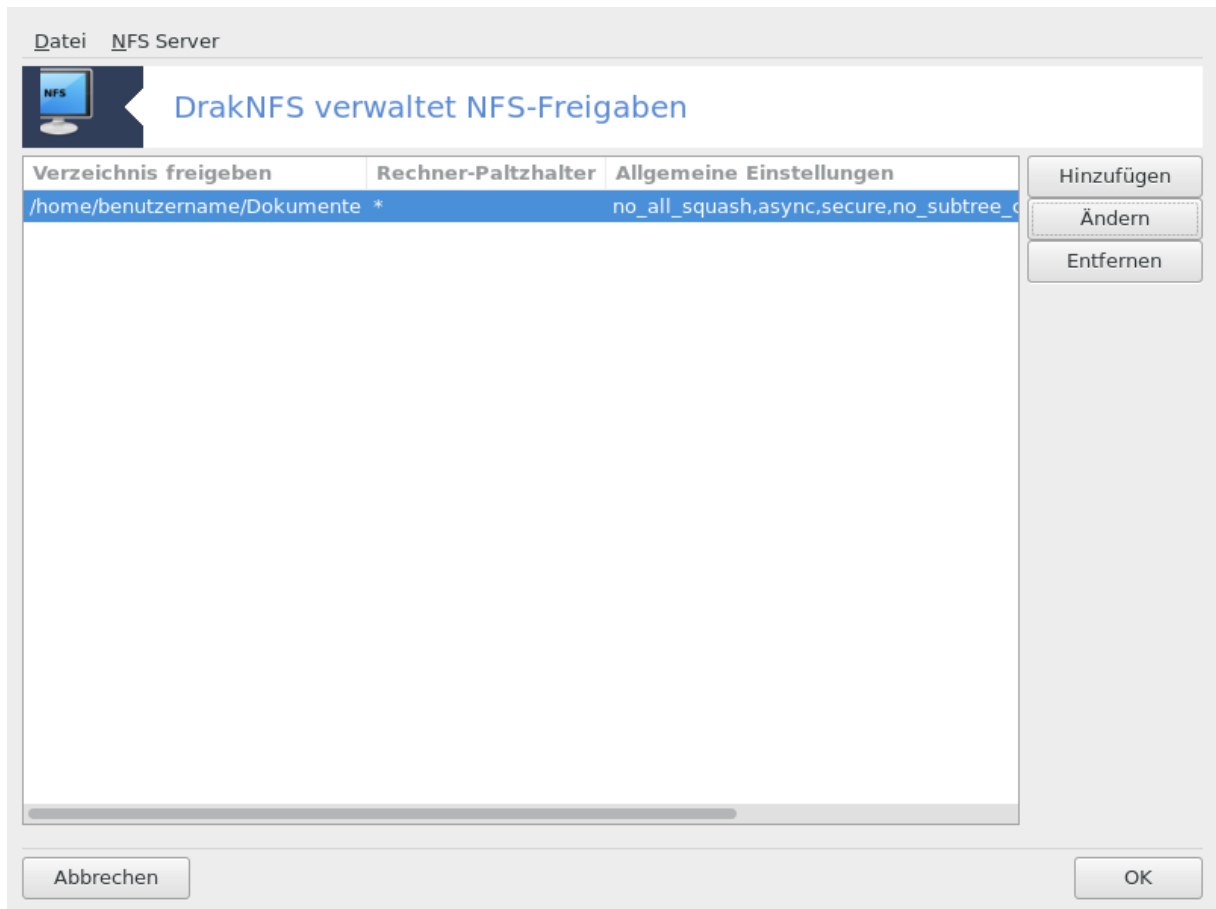 Datei NFS Server
NFS
DrakNFS verwaltet NFS-Freigaben
Verzeichnis freigeben Rechner-Paltzhalter Allgemeine Einstellungen
/home/benutzername/Dokumente * no_all_squash,async,secure,no_subtree_c
Hinzufügen
Ändern
Entfernen
Abbrechen OK